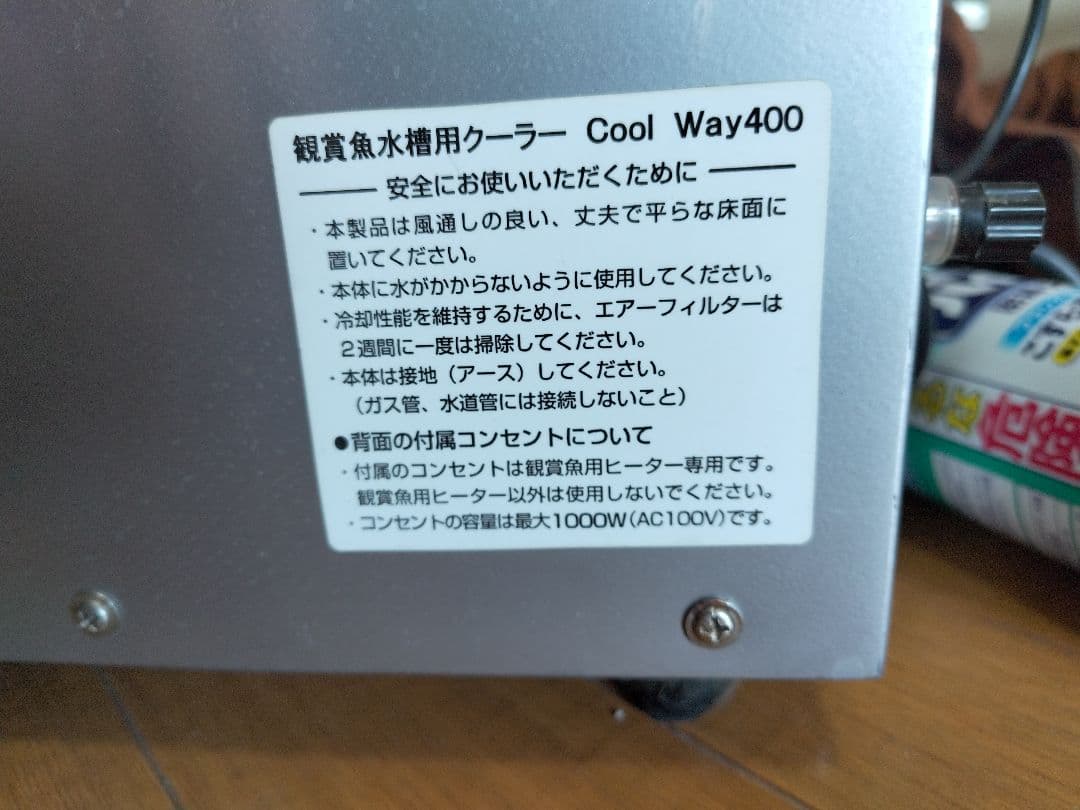 観賞魚水槽用クーラー Cool Way400
安全にお使いいただくために
・本製品は風通しの良い、丈夫で平らな床面に
置いてください。
・本体に水がかからないように使用してください。
・冷却性能を維持するために、エアーフィルターは
2週間に一度は掃除してください。
・本体は接地（アース）してください。
（ガス管、水道管には接続しないこと）
●背面の付属コンセントについて
・付属のコンセントは観賞魚用ヒーター専用です。
観賞魚用ヒーター以外は使用しないでください。
・コンセントの容量は最大1000W(AC100V)です。
危険